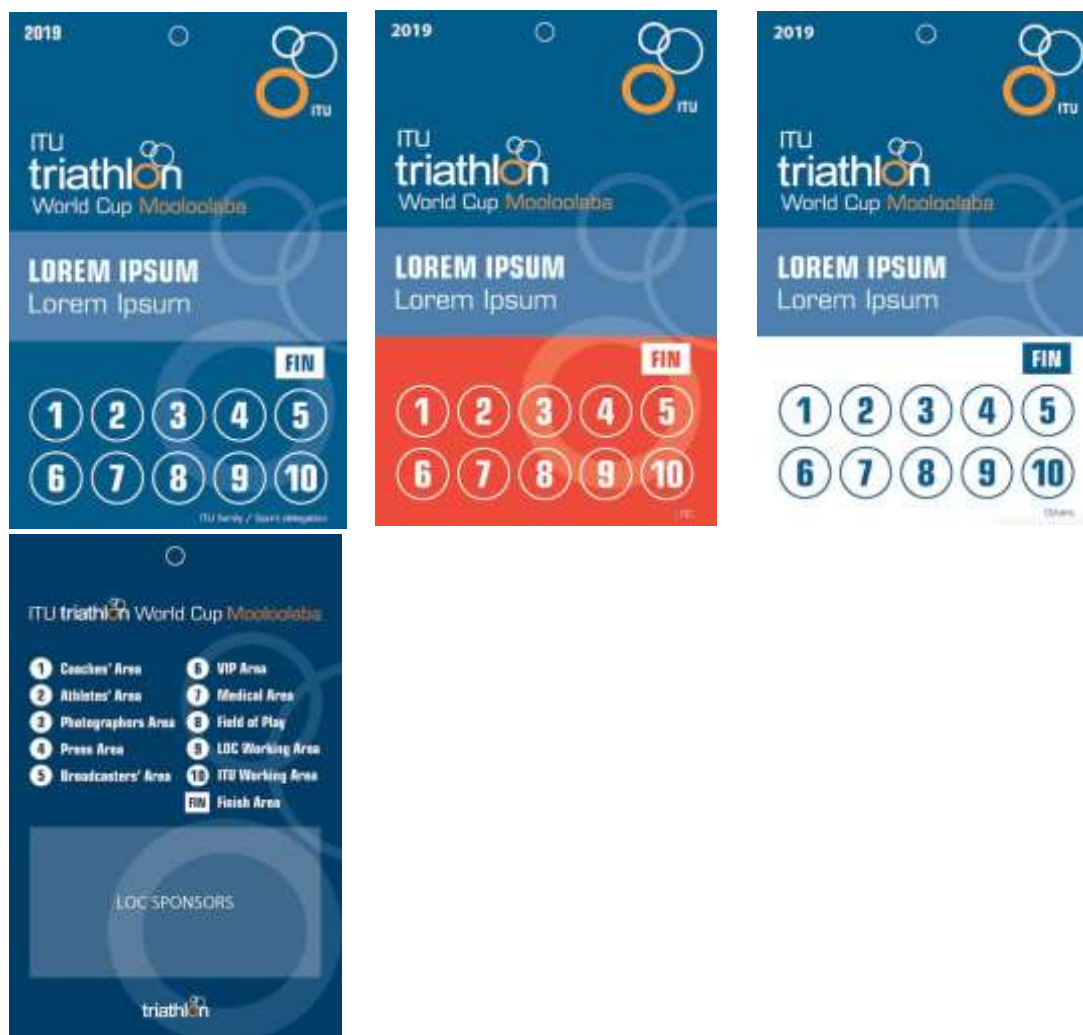 2019
ITU
ITU
triathlon
World Cup Mooloolaba
LOREM IPSUM
Lorem Ipsum
FIN
1 2 3 4 5
6 7 8 9 10
ITU family / Sport delegation
2019
ITU
ITU
triathlon
World Cup Mooloolaba
LOREM IPSUM
Lorem Ipsum
FIN
1 2 3 4 5
6 7 8 9 10
2019
ITU
ITU
triathlon
World Cup Mooloolaba
LOREM IPSUM
Lorem Ipsum
FIN
1 2 3 4 5
6 7 8 9 10
Others
ITU triathlon World Cup Mooloolaba
1 Coaches' Area
2 Athletes' Area
3 Photographers Area
4 Press Area
5 Broadcasters' Area
6 VIP Area
7 Medical Area
8 Field of Play
9 LOC Working Area
10 ITU Working Area
FIN Finish Area
LOC SPONSORS
triathlon